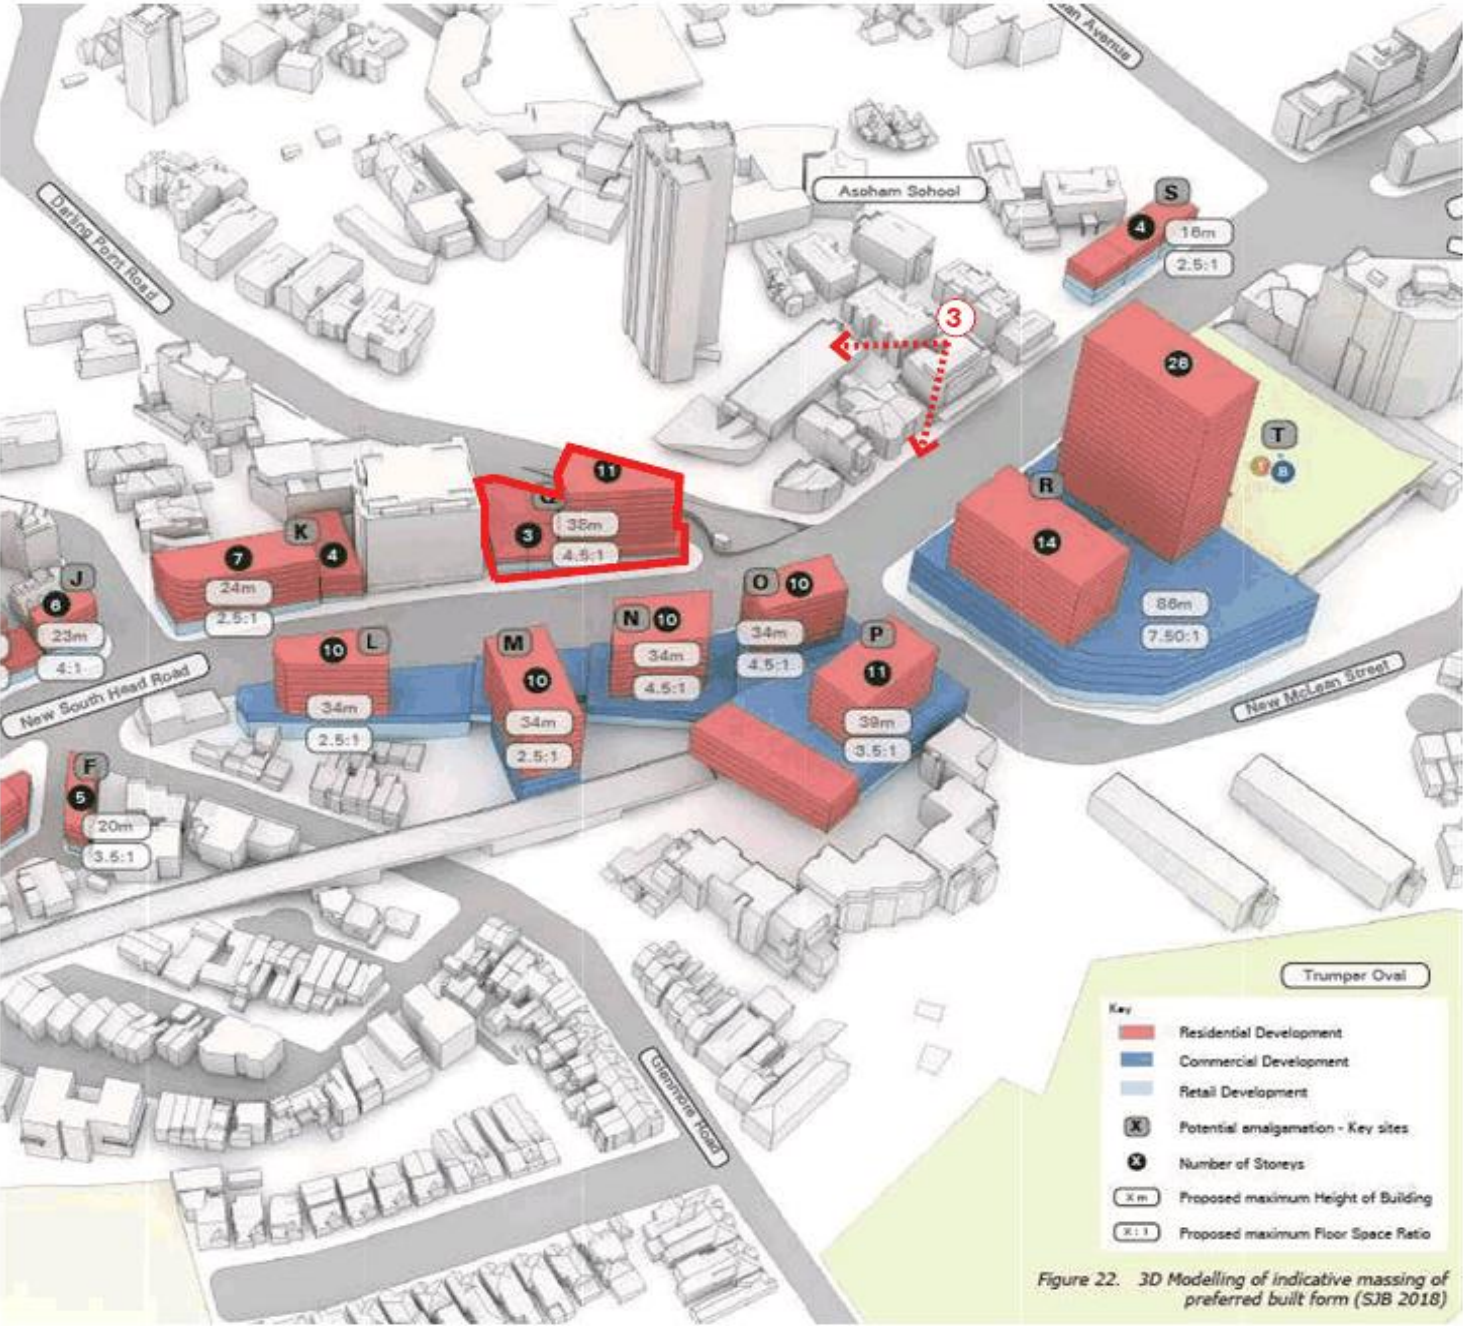 Darling Point Road
Ascham School
S
4
16m
2.5:1
3
26
T
B
R
14
86m
7.50:1
11
3
38m
4.5:1
K
7
4
24m
2.5:1
J
6
23m
4:1
O
10
34m
4.5:1
N
10
34m
4.5:1
M
10
34m
2.5:1
L
10
34m
2.5:1
P
11
39m
3.5:1
New South Head Road
New McLean Street
F
5
20m
3.5:1
Glenmore Road
Trumper Oval
Key
Residential Development
Commercial Development
Retail Development
X Potential amalgamation - Key sites
X Number of Storeys
X m Proposed maximum Height of Building
X : 1 Proposed maximum Floor Space Ratio
Figure 22. 3D Modelling of indicative massing of
preferred built form (SJB 2018)